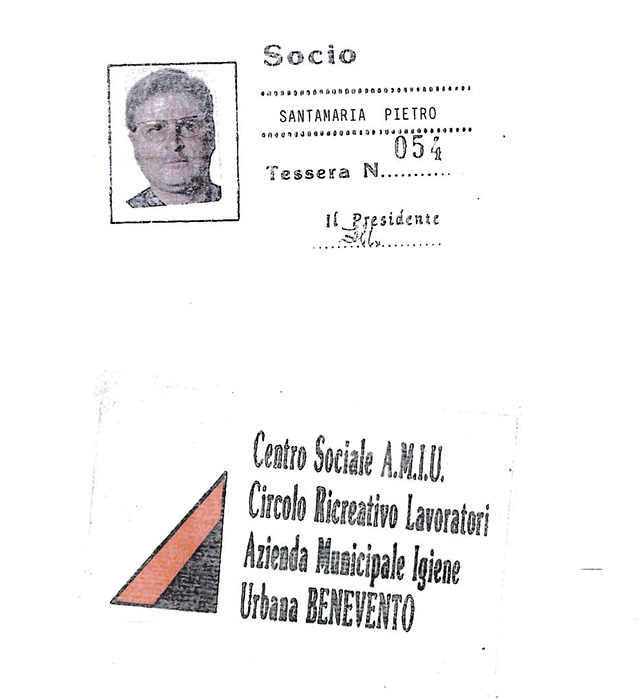 Socio
SANTAMARIA PIETRO
054
Tessera N...........
Il Presidente
Centro Sociale A.M.I.U.
Circolo Ricreativo Lavoratori
Azienda Municipale Igiene
Urbana BENEVENTO